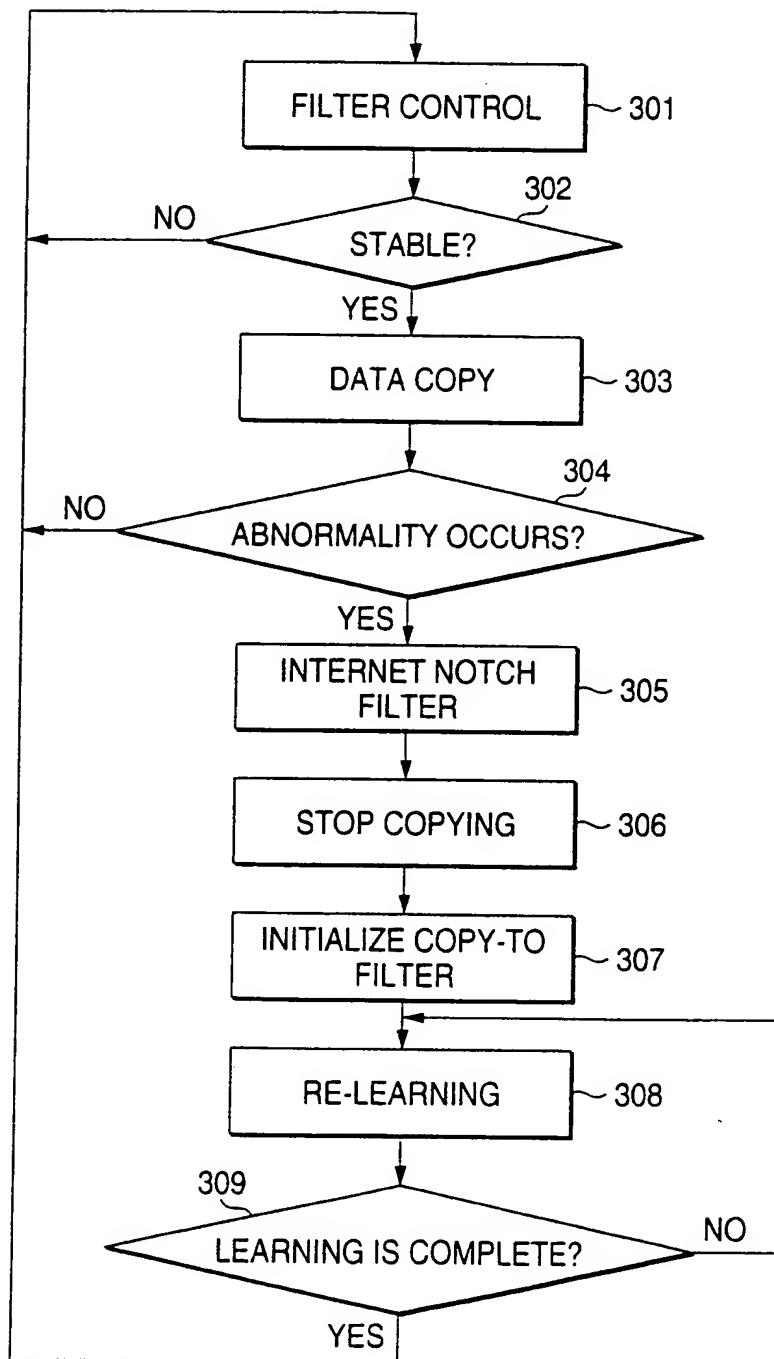 FILTER CONTROL
301
302
NO
STABLE?
YES
DATA COPY
303
304
NO
ABNORMALITY OCCURS?
YES
INTERNET NOTCH
FILTER
305
STOP COPYING
306
INITIALIZE COPY-TO
FILTER
307
RE-LEARNING
308
309
NO
LEARNING IS COMPLETE?
YES